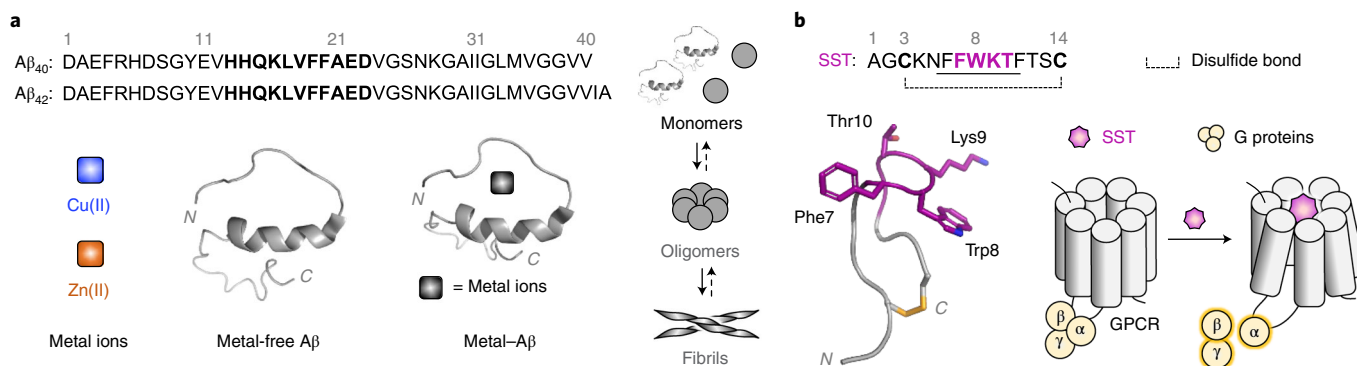 a
1 11 21 31 40
Aβ40: DAEFRHDSGYEVHHQKLVFFAEDVGSNKGAIIGLMVGGVV
Aβ42: DAEFRHDSGYEVHHQKLVFFAEDVGSNKGAIIGLMVGGVVIA
Cu(II)
Zn(II)
Metal ions
N
C
Metal-free Aβ
N
C
= Metal ions
Metal–Aβ
Monomers
Oligomers
Fibrils
b
1 3 8 14
SST: AGCKNFFWKTFTSC
Disulfide bond
Thr10
Lys9
Phe7
Trp8
C
N
SST
G proteins
β
γ
α
GPCR
β
γ
α